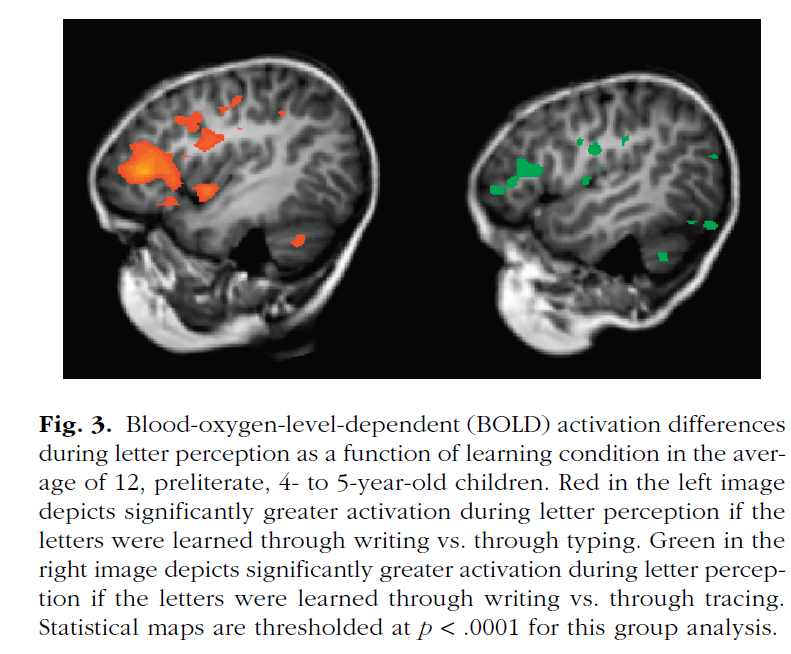 Fig. 3. Blood-oxygen-level-dependent (BOLD) activation differences
during letter perception as a function of learning condition in the aver-
age of 12, preliterate, 4- to 5-year-old children. Red in the left image
depicts significantly greater activation during letter perception if the
letters were learned through writing vs. through typing. Green in the
right image depicts significantly greater activation during letter percep-
tion if the letters were learned through writing vs. through tracing.
Statistical maps are thresholded at p < .0001 for this group analysis.